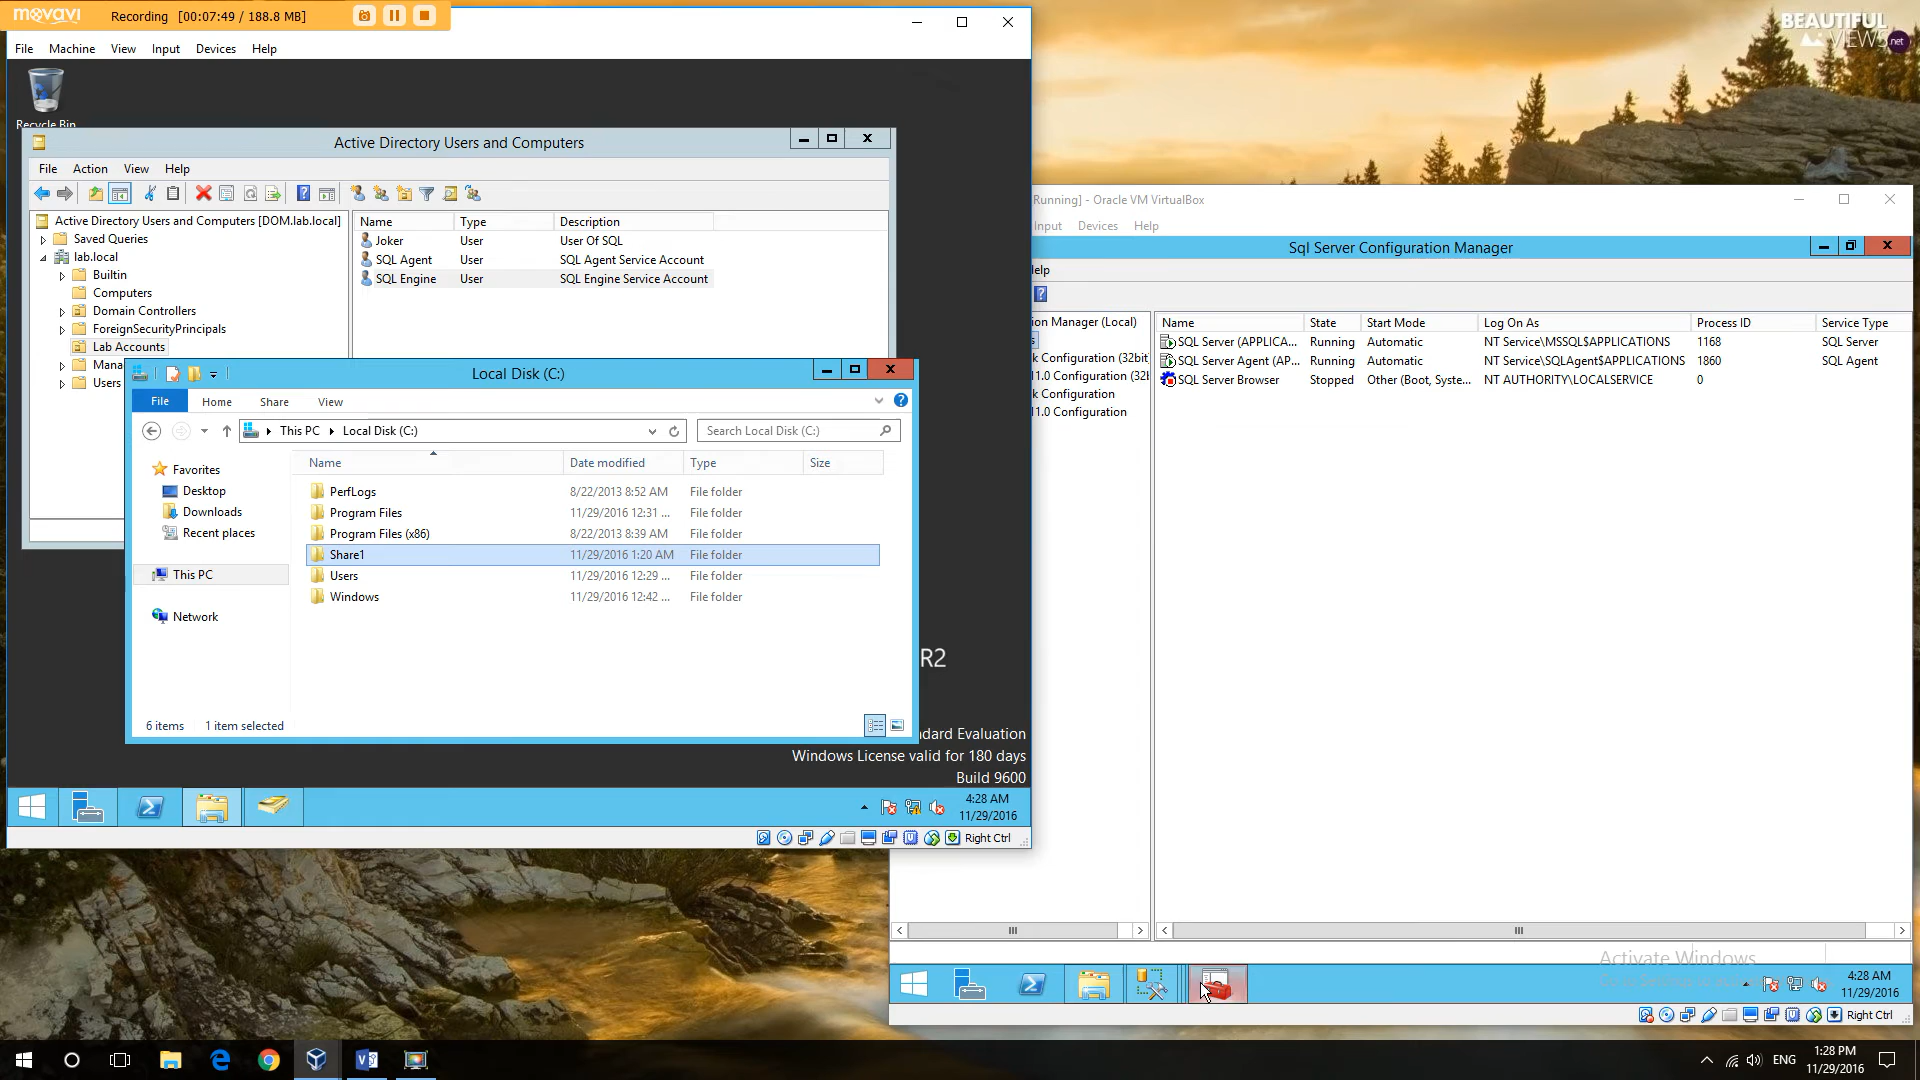 movavi Recording [00:07:49 / 188.8 MB]
File Machine View Input Devices Help
Recycle Bin
Active Directory Users and Computers
File Action View Help
Active Directory Users and Computers [DOM.lab.local]
Saved Queries
lab.local
Builtin
Computers
Domain Controllers
ForeignSecurityPrincipals
Lab Accounts
Mana
Users
Name Type Description
Joker User User Of SQL
SQL Agent User SQL Agent Service Account
SQL Engine User SQL Engine Service Account
Local Disk (C:)
File Home Share View
This PC Local Disk (C:) Search Local Disk (C:)
Favorites
Desktop
Downloads
Recent places
This PC
Network
Name Date modified Type Size
PerfLogs 8/22/2013 8:52 AM File folder
Program Files 11/29/2016 12:31 ... File folder
Program Files (x86) 8/22/2013 8:39 AM File folder
Share1 11/29/2016 1:20 AM File folder
Users 11/29/2016 12:29 ... File folder
Windows 11/29/2016 12:42 ... File folder
6 items 1 item selected
R2
dard Evaluation
Windows License valid for 180 days
Build 9600
4:28 AM
11/29/2016
Right Ctrl
BEAUTIFUL
VIEWS.net
Running] - Oracle VM VirtualBox
Input Devices Help
Sql Server Configuration Manager
elp
ion Manager (Local)
s
k Configuration (32bit
11.0 Configuration (32l
k Configuration
11.0 Configuration
Name State Start Mode Log On As Process ID Service Type
SQL Server (APPLICA... Running Automatic NT Service\MSSQL$APPLICATIONS 1168 SQL Server
SQL Server Agent (AP... Running Automatic NT Service\SQLAgent$APPLICATIONS 1860 SQL Agent
SQL Server Browser Stopped Other (Boot, Syste... NT AUTHORITY\LOCALSERVICE 0
Activate Windows
4:28 AM
11/29/2016
Right Ctrl
ENG
1:28 PM
11/29/2016